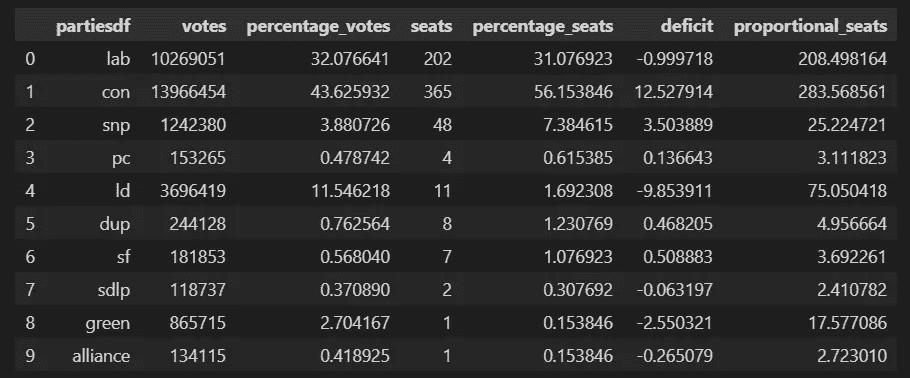 partiesdf votes percentage_votes seats percentage_seats deficit proportional_seats
0 lab 10269051 32.076641 202 31.076923 -0.999718 208.498164
1 con 13966454 43.625932 365 56.153846 12.527914 283.568561
2 snp 1242380 3.880726 48 7.384615 3.503889 25.224721
3 pc 153265 0.478742 4 0.615385 0.136643 3.111823
4 ld 3696419 11.546218 11 1.692308 -9.853911 75.050418
5 dup 244128 0.762564 8 1.230769 0.468205 4.956664
6 sf 181853 0.568040 7 1.076923 0.508883 3.692261
7 sdlp 118737 0.370890 2 0.307692 -0.063197 2.410782
8 green 865715 2.704167 1 0.153846 -2.550321 17.577086
9 alliance 134115 0.418925 1 0.153846 -0.265079 2.723010